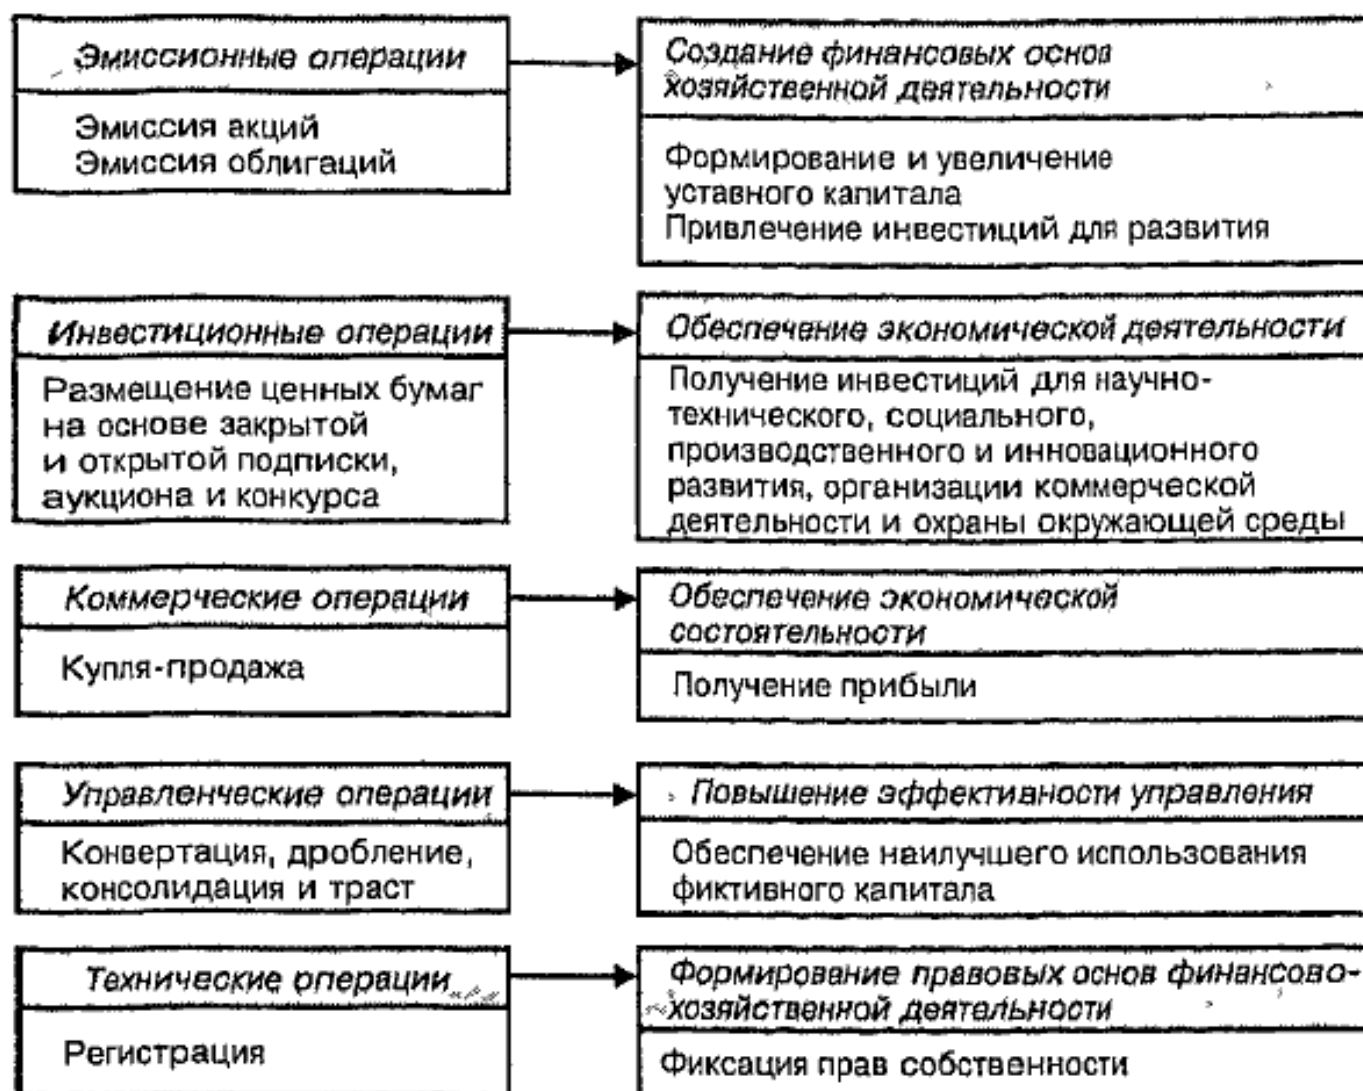 Эмиссионные операции
Эмиссия акций
Эмиссия облигаций
Создание финансовых основ
хозяйственной деятельности
Формирование и увеличение
уставного капитала
Привлечение инвестиций для развития
Инвестиционные операции
Размещение ценных бумаг
на основе закрытой
и открытой подписки,
аукциона и конкурса
Обеспечение экономической деятельности
Получение инвестиций для научно-
технического, социального,
производственного и инновационного
развития, организации коммерческой
деятельности и охраны окружающей среды
Коммерческие операции
Купля-продажа
Обеспечение экономической
состоятельности
Получение прибыли
Управленческие операции
Конвертация, дробление,
консолидация и траст
Повышение эффективности управления
Обеспечение наилучшего использования
фиктивного капитала
Технические операции
Регистрация
Формирование правовых основ финансово-
хозяйственной деятельности
Фиксация прав собственности